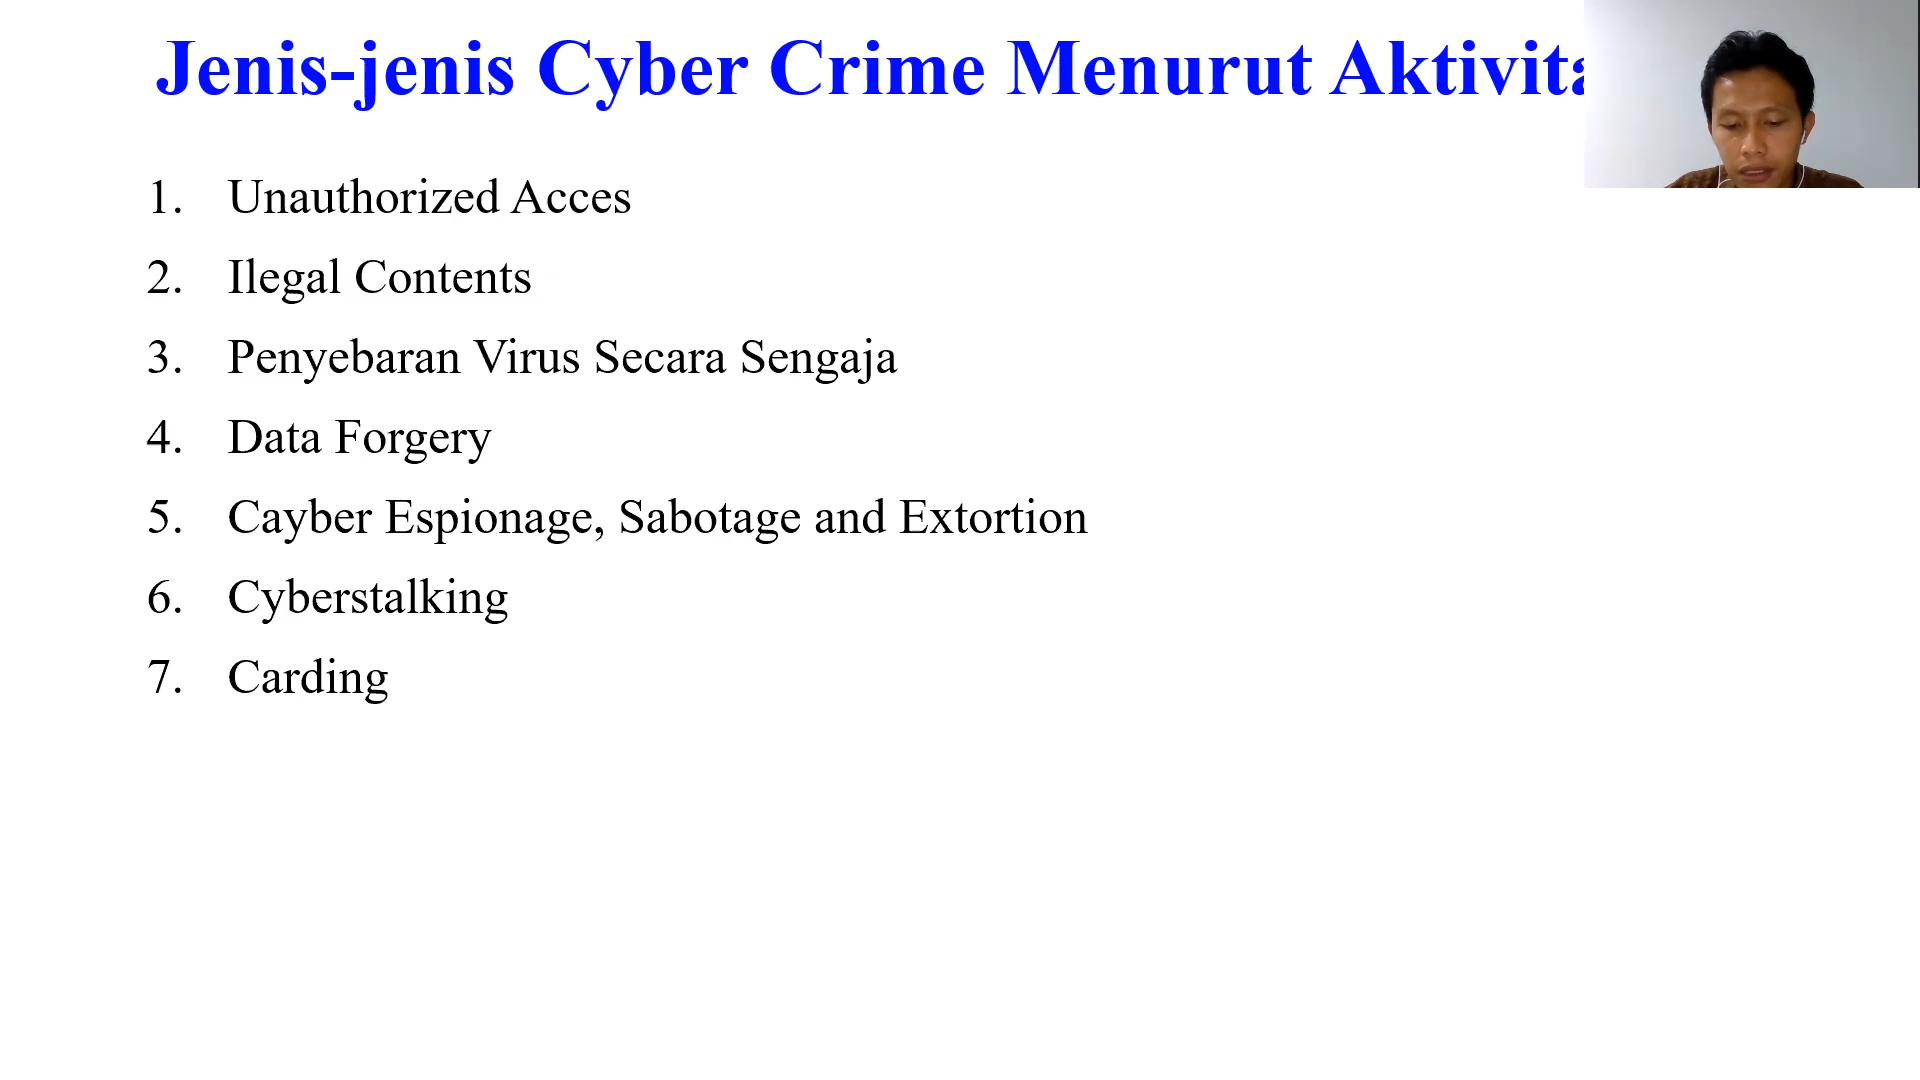 Jenis-jenis Cyber Crime Menurut Aktivita
1. Unauthorized Acces
2. Ilegal Contents
3. Penyebaran Virus Secara Sengaja
4. Data Forgery
5. Cayber Espionage, Sabotage and Extortion
6. Cyberstalking
7. Carding